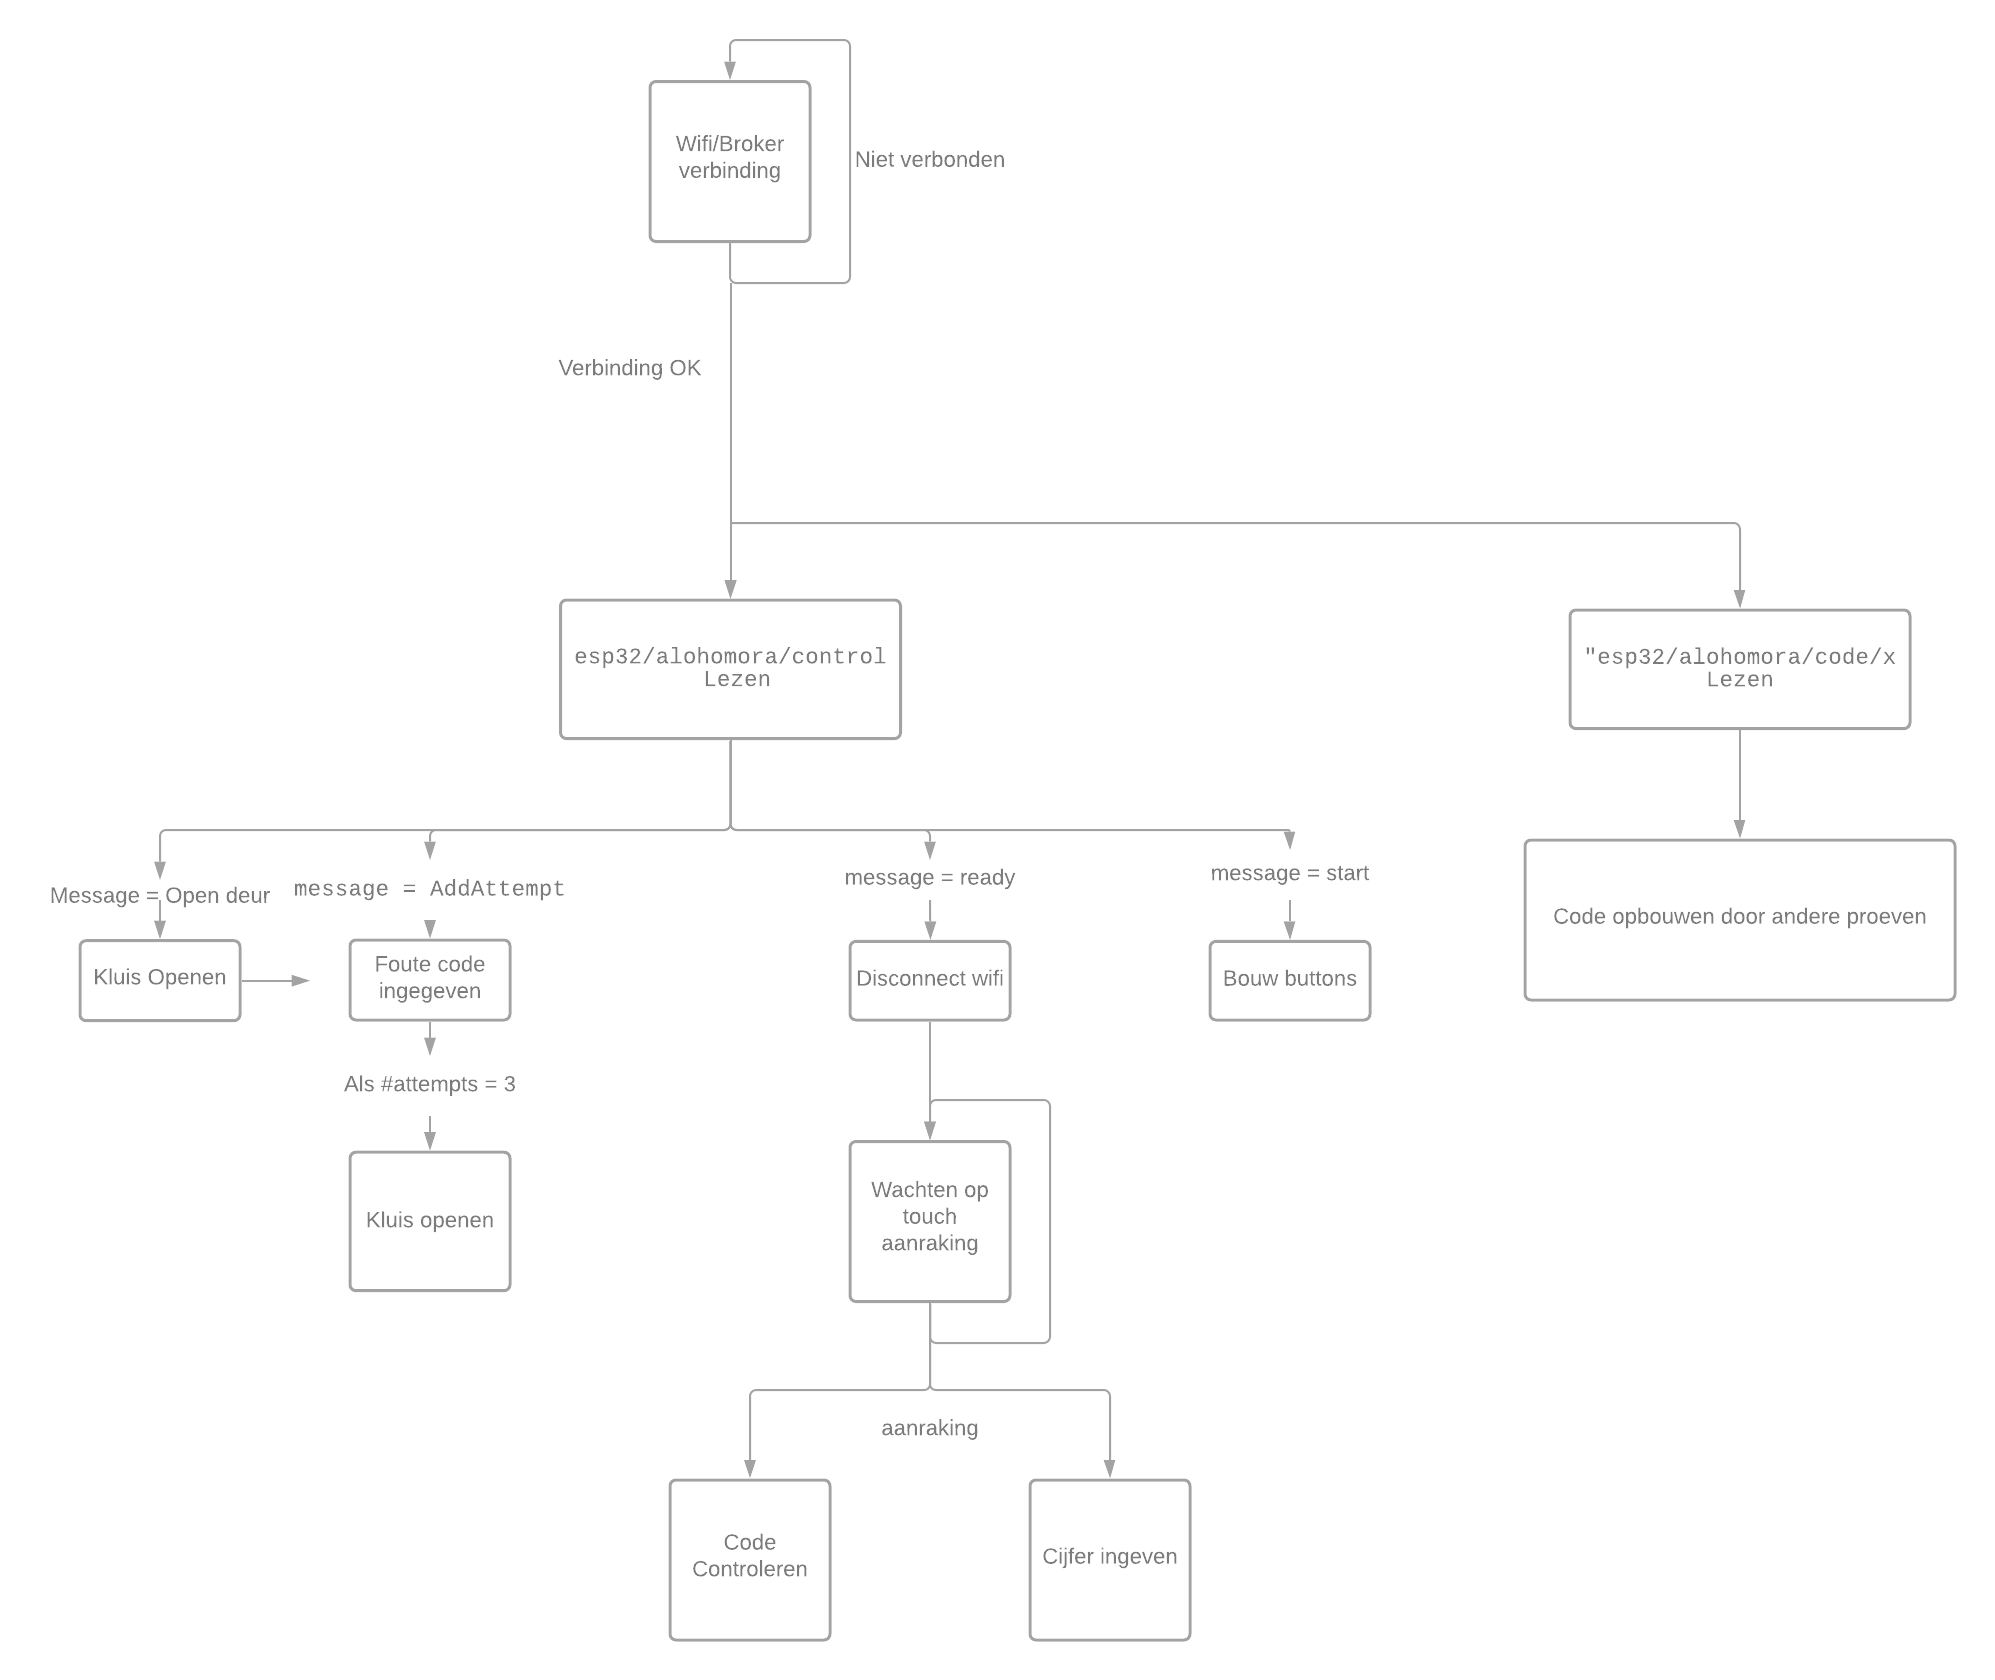 Wifi/Broker
verbinding
Niet verbonden
Verbinding OK
esp32/alohomora/control
Lezen
"esp32/alohomora/code/x
Lezen
Message = Open deur
message = AddAttempt
message = ready
message = start
Kluis Openen
Foute code
ingegeven
Disconnect wifi
Bouw buttons
Code opbouwen door andere proeven
Als #attempts = 3
Kluis openen
Wachten op
touch
aanraking
aanraking
Code
Controleren
Cijfer ingeven